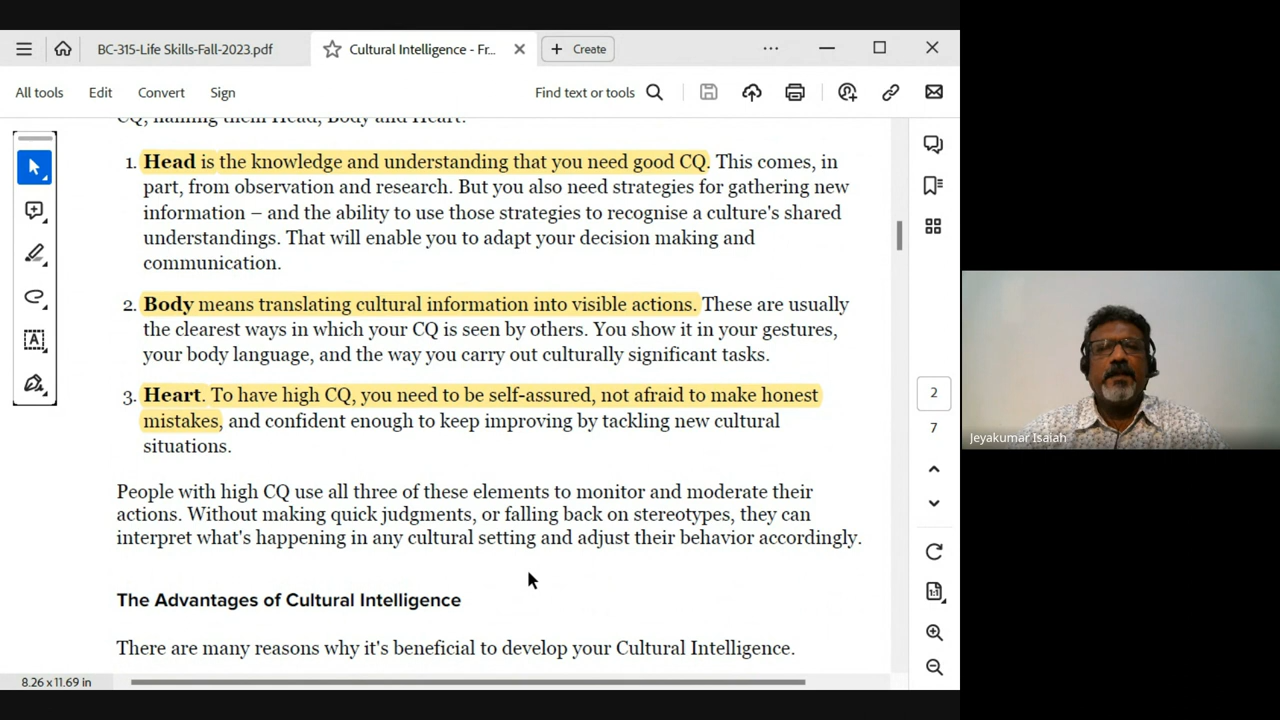 BC-315-Life Skills-Fall-2023.pdf
Cultural Intelligence - Fr...
Create
All tools
Edit
Convert
Sign
Find text or tools
CQ, naming them Head, Body and Heart.
1. Head is the knowledge and understanding that you need good CQ. This comes, in
part, from observation and research. But you also need strategies for gathering new
information – and the ability to use those strategies to recognise a culture's shared
understandings. That will enable you to adapt your decision making and
communication.
2. Body means translating cultural information into visible actions. These are usually
the clearest ways in which your CQ is seen by others. You show it in your gestures,
your body language, and the way you carry out culturally significant tasks.
3. Heart. To have high CQ, you need to be self-assured, not afraid to make honest
mistakes, and confident enough to keep improving by tackling new cultural
situations.
People with high CQ use all three of these elements to monitor and moderate their
actions. Without making quick judgments, or falling back on stereotypes, they can
interpret what's happening in any cultural setting and adjust their behavior accordingly.
The Advantages of Cultural Intelligence
There are many reasons why it's beneficial to develop your Cultural Intelligence.
8.26 x 11.69 in
2
7
1:1
Jeyakumar Isaiah